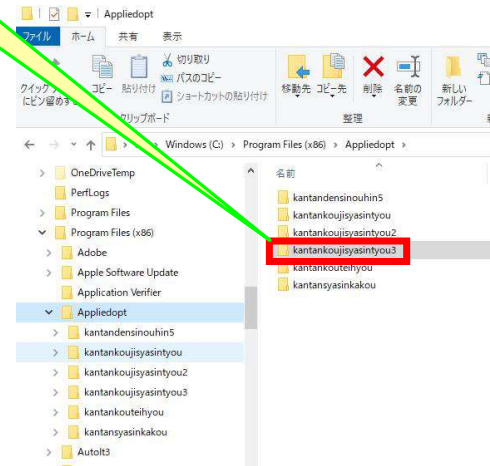 Appliedopt
ファイル ホーム 共有 表示
切り取り
パスのコピー
ショートカットの貼り付け
コピー 貼り付け
クイック
にピン留め
移動先 コピー先 削除 名前の
変更
新しい
フォルダー
クリップボード 整理
Windows (C:) › Program Files (x86) › Appliedopt ›
OneDriveTemp
PerfLogs
Program Files
Program Files (x86)
Adobe
Apple Software Update
Application Verifier
Appliedopt
kantandensinouhin5
kantankoujisyasintyou
kantankoujisyasintyou2
kantankoujisyasintyou3
kantankouteihyou
kantansyasinkakou
AutoIt3
名前
kantandensinouhin5
kantankoujisyasintyou
kantankoujisyasintyou2
kantankoujisyasintyou3
kantankouteihyou
kantansyasinkakou